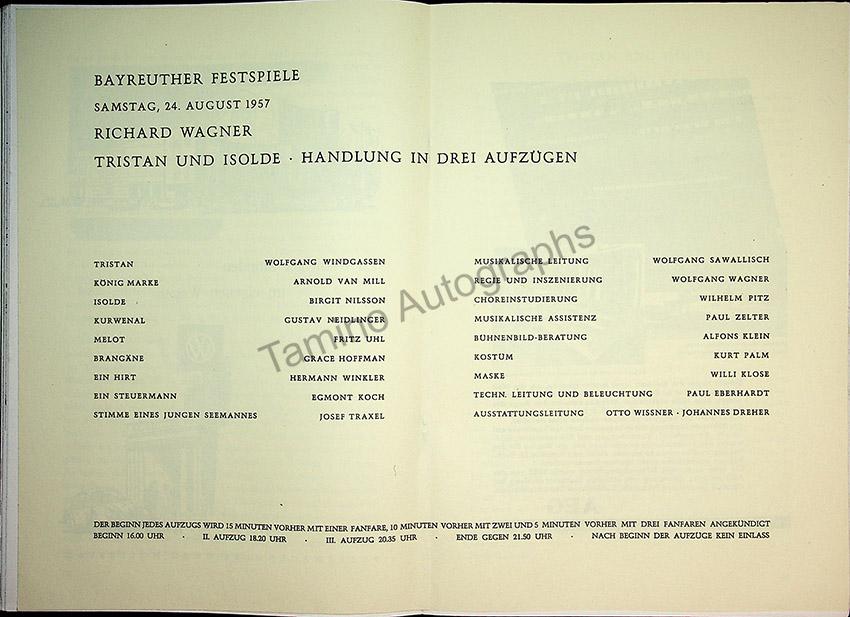 BAYREUTHER FESTSPIELE
SAMSTAG, 24. AUGUST 1957
RICHARD WAGNER
TRISTAN UND ISOLDE · HANDLUNG IN DREI AUFZÜGEN
TRISTAN WOLFGANG WINDGASSEN
KÖNIG MARKE ARNOLD VAN MILL
ISOLDE BIRGIT NILSSON
KURWENAL GUSTAV NEIDLINGER
MELOT FRITZ UHL
BRANGÄNE GRACE HOFFMAN
EIN HIRT HERMANN WINKLER
EIN STEUERMANN EGMONT KOCH
STIMME EINES JUNGEN SEEMANNES JOSEF TRAXEL
MUSIKALISCHE LEITUNG WOLFGANG SAWALLISCH
REGIE UND INSZENIERUNG WOLFGANG WAGNER
CHOREINSTUDIERUNG WILHELM PITZ
MUSIKALISCHE ASSISTENZ PAUL ZELTER
BÜHNENBILD-BERATUNG ALFONS KLEIN
KOSTÜM KURT PALM
MASKE WILLI KLOSE
TECHN. LEITUNG UND BELEUCHTUNG PAUL EBERHARDT
AUSSTATTUNGSLEITUNG OTTO WISSNER · JOHANNES DREHER
DER BEGINN JEDES AUFZUGS WIRD 15 MINUTEN VORHER MIT EINER FANFARE, 10 MINUTEN VORHER MIT ZWEI UND 5 MINUTEN VORHER MIT DREI FANFAREN ANGEKÜNDIGT
BEGINN 16.00 UHR · II. AUFZUG 18.20 UHR · III. AUFZUG 20.35 UHR · ENDE GEGEN 21.50 UHR · NACH BEGINN DER AUFZÜGE KEIN EINLASS
Tamino Autographs
AEG